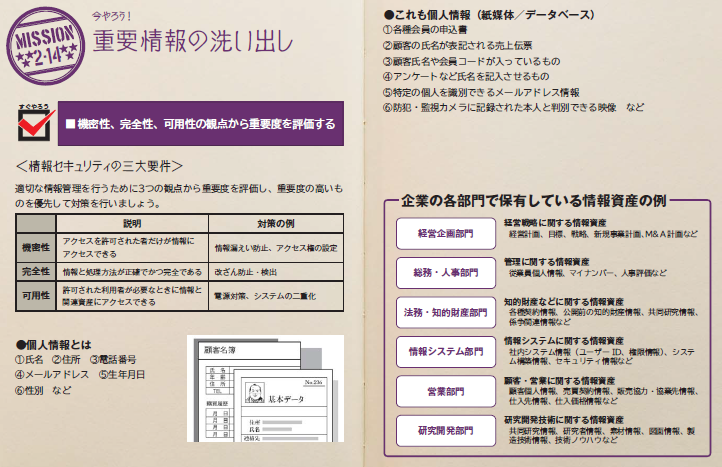 MISSION
2-14
今やろう！
重要情報の洗い出し
すぐやろう
■機密性、完全性、可用性の観点から重要度を評価する
＜情報セキュリティの三大要件＞
適切な情報管理を行うために3つの観点から重要度を評価し、重要度の高いも
のを優先して対策を行いましょう。
説明 対策の例
機密性 アクセスを許可された者だけが情報に
アクセスできる
情報漏えい防止、アクセス権の設定
完全性 情報と処理方法が正確でかつ完全である 改ざん防止・検出
可用性 許可された利用者が必要なときに情報と
関連資産にアクセスできる
電源対策、システムの二重化
●個人情報とは
①氏名 ②住所 ③電話番号
④メールアドレス ⑤生年月日
⑥性別 など
顧客名簿
氏 名
年 齢
住 所
TEL
購買履歴
月 日
月 日
月 日
月 日
No.236
基本データ
住所
氏名
連絡先
●これも個人情報（紙媒体／データベース）
①各種会員の申込書
②顧客の氏名が表記される売上伝票
③顧客氏名や会員コードが入っているもの
④アンケートなど氏名を記入させるもの
⑤特定の個人を識別できるメールアドレス情報
⑥防犯・監視カメラに記録された本人と判別できる映像 など
企業の各部門で保有している情報資産の例
経営企画部門
経営戦略に関する情報資産
経営計画、目標、戦略、新規事業計画、M&A計画など
総務・人事部門
管理に関する情報資産
従業員個人情報、マイナンバー、人事評価など
法務・知的財産部門
知的財産などに関する情報資産
各種契約情報、公開前の知的財産情報、共同研究情報、
係争関連情報など
情報システム部門
情報システムに関する情報資産
社内システム情報（ユーザーID、権限情報）、システ
ム構築情報、セキュリティ情報など
営業部門
顧客・営業に関する情報資産
顧客個人情報、売買契約情報、販売協力・協業先情報、
仕入先情報、仕入価格情報など
研究開発部門
研究開発技術に関する情報資産
共同研究情報、研究者情報、素材情報、図面情報、製
造技術情報、技術ノウハウなど